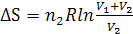 ΔS = n₂Rln (V₁+V₂)/V₂